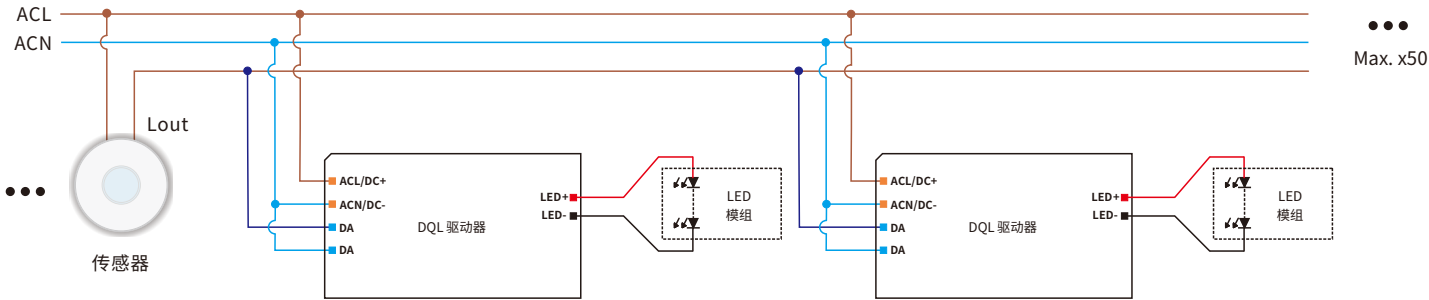 ACL
ACN
●●●
Max. x50
Lout
●●●
传感器
ACL/DC+
ACN/DC-
DA
DA
DQL 驱动器
LED+
LED-
LED
模组
ACL/DC+
ACN/DC-
DA
DA
DQL 驱动器
LED+
LED-
LED
模组